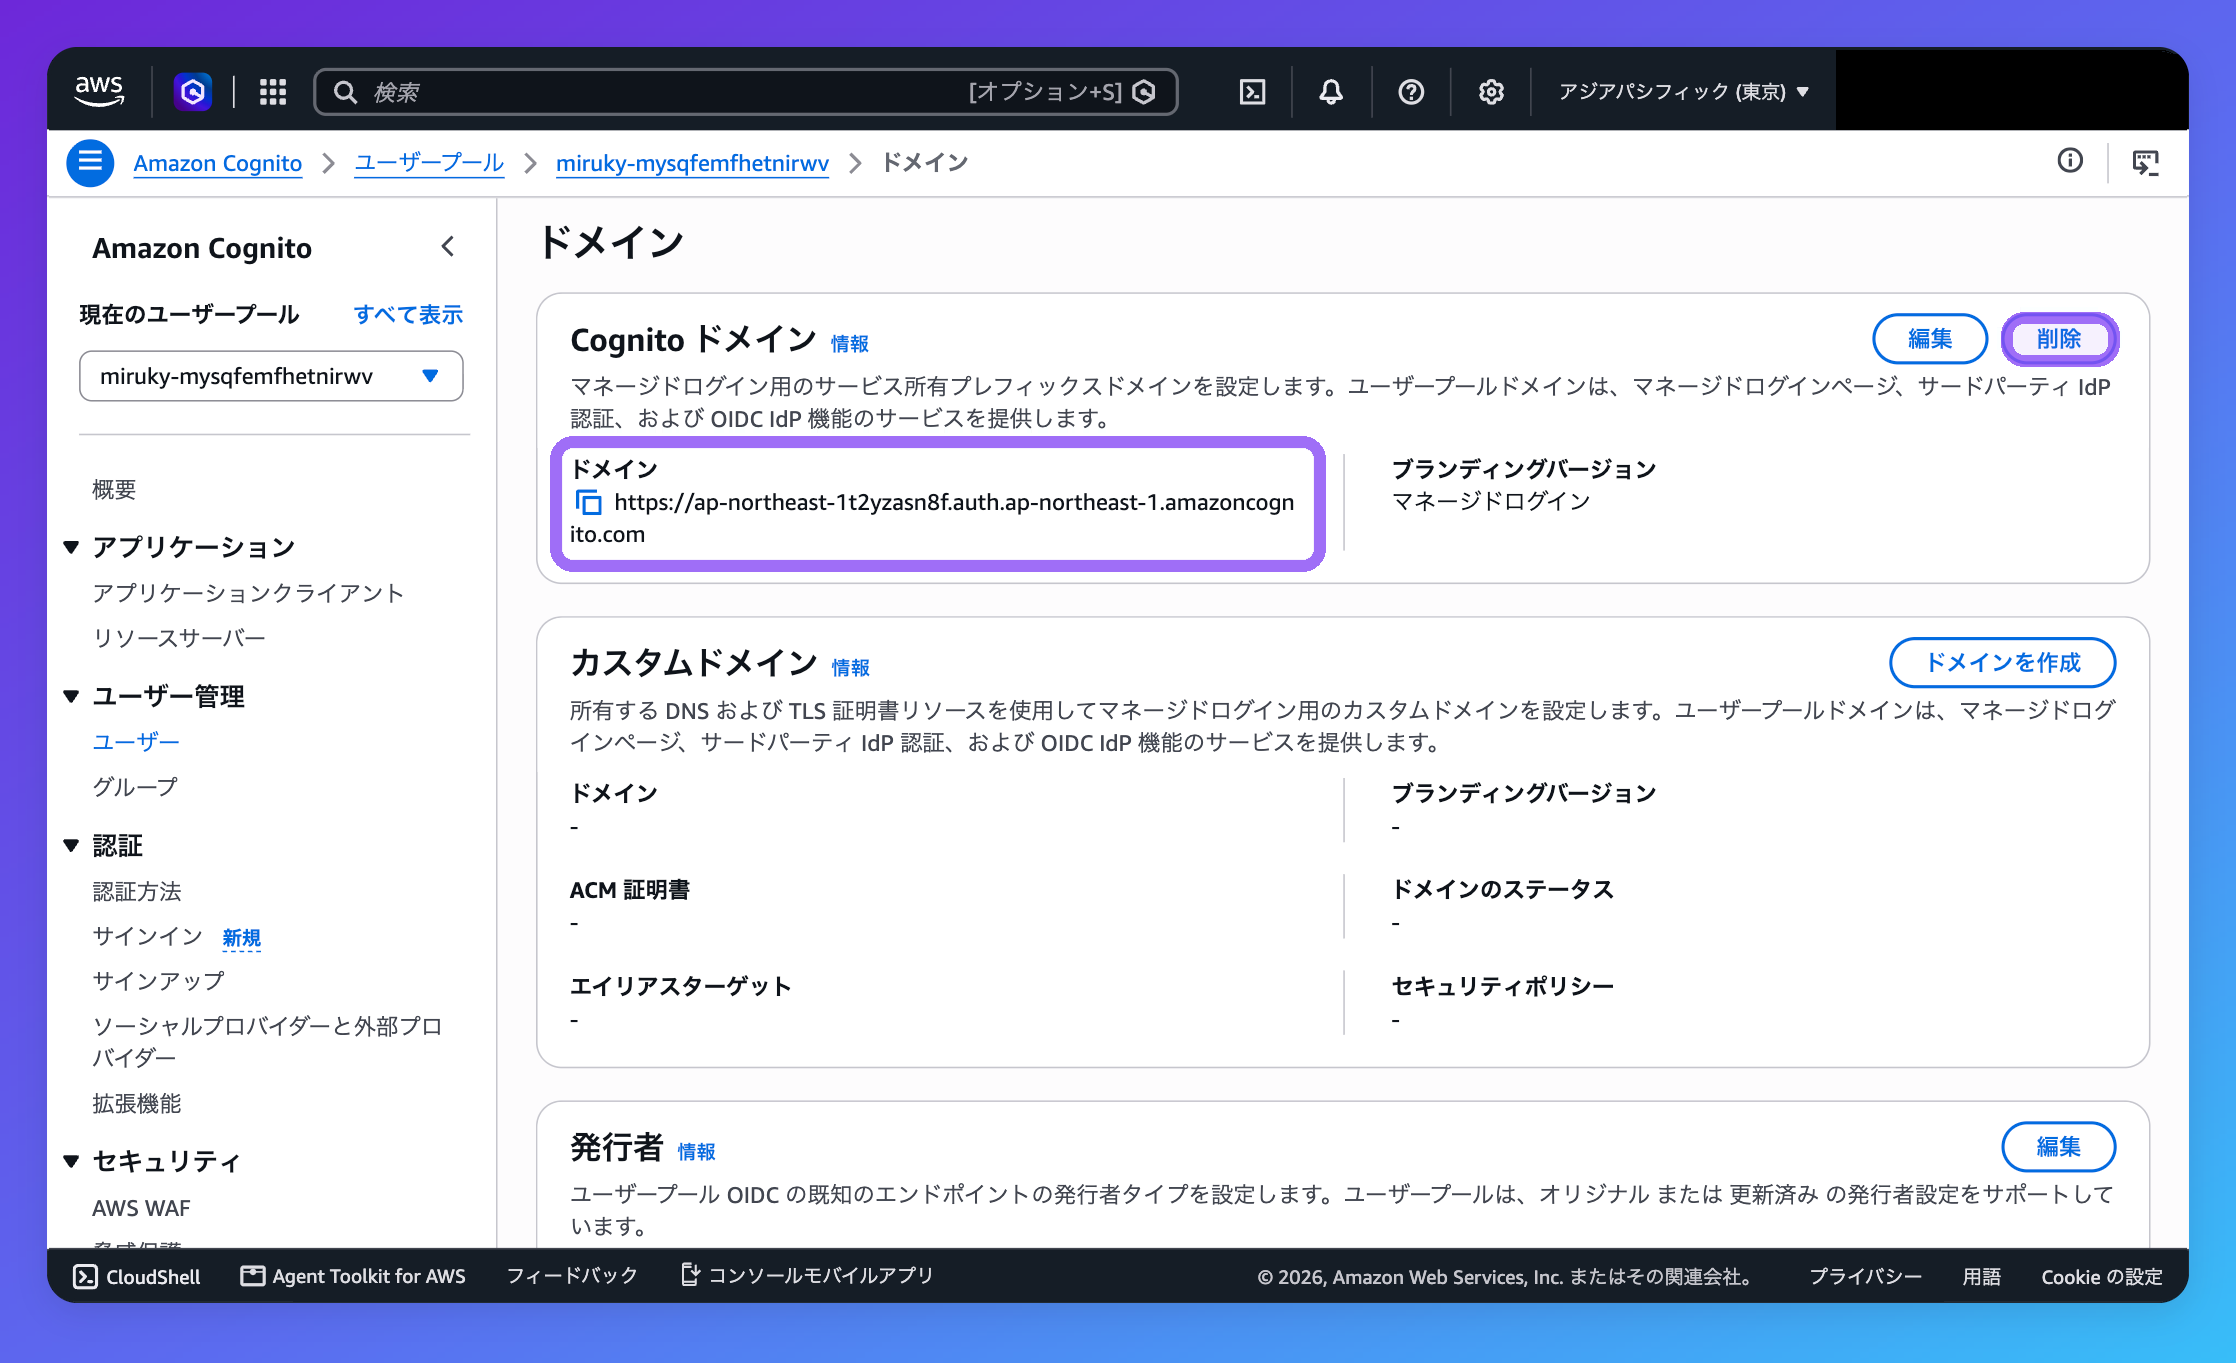 aws
検索 [オプション+S]
アジアパシフィック (東京)
Amazon Cognito
ユーザープール
miruky-mysqfemfhetnirwv
ドメイン
Amazon Cognito
現在のユーザープール すべて表示
miruky-mysqfemfhetnirwv
概要
アプリケーション
アプリケーションクライアント
リソースサーバー
ユーザー管理
ユーザー
グループ
認証
認証方法
サインイン 新規
サインアップ
ソーシャルプロバイダーと外部プロ
バイダー
拡張機能
セキュリティ
AWS WAF
ドメイン
Cognito ドメイン 情報
編集
削除
マネージドログイン用のサービス所有プレフィックスドメインを設定します。ユーザープールドメインは、マネージドログインページ、サードパーティ IdP
認証、および OIDC IdP 機能のサービスを提供します。
ドメイン
https://ap-northeast-1t2yzasn8f.auth.ap-northeast-1.amazoncogn
ito.com
ブランディングバージョン
マネージドログイン
カスタムドメイン 情報
ドメインを作成
所有する DNS および TLS 証明書リソースを使用してマネージドログイン用のカスタムドメインを設定します。ユーザープールドメインは、マネージドログ
インページ、サードパーティ IdP 認証、および OIDC IdP 機能のサービスを提供します。
ドメイン
-
ブランディングバージョン
-
ACM 証明書
-
ドメインのステータス
-
エイリアスターゲット
-
セキュリティポリシー
-
発行者 情報
編集
ユーザープール OIDC の既知のエンドポイントの発行者タイプを設定します。ユーザープールは、オリジナル または 更新済み の発行者設定をサポートして
います。
CloudShell
Agent Toolkit for AWS
フィードバック
コンソールモバイルアプリ
© 2026, Amazon Web Services, Inc. またはその関連会社。
プライバシー
用語
Cookie の設定